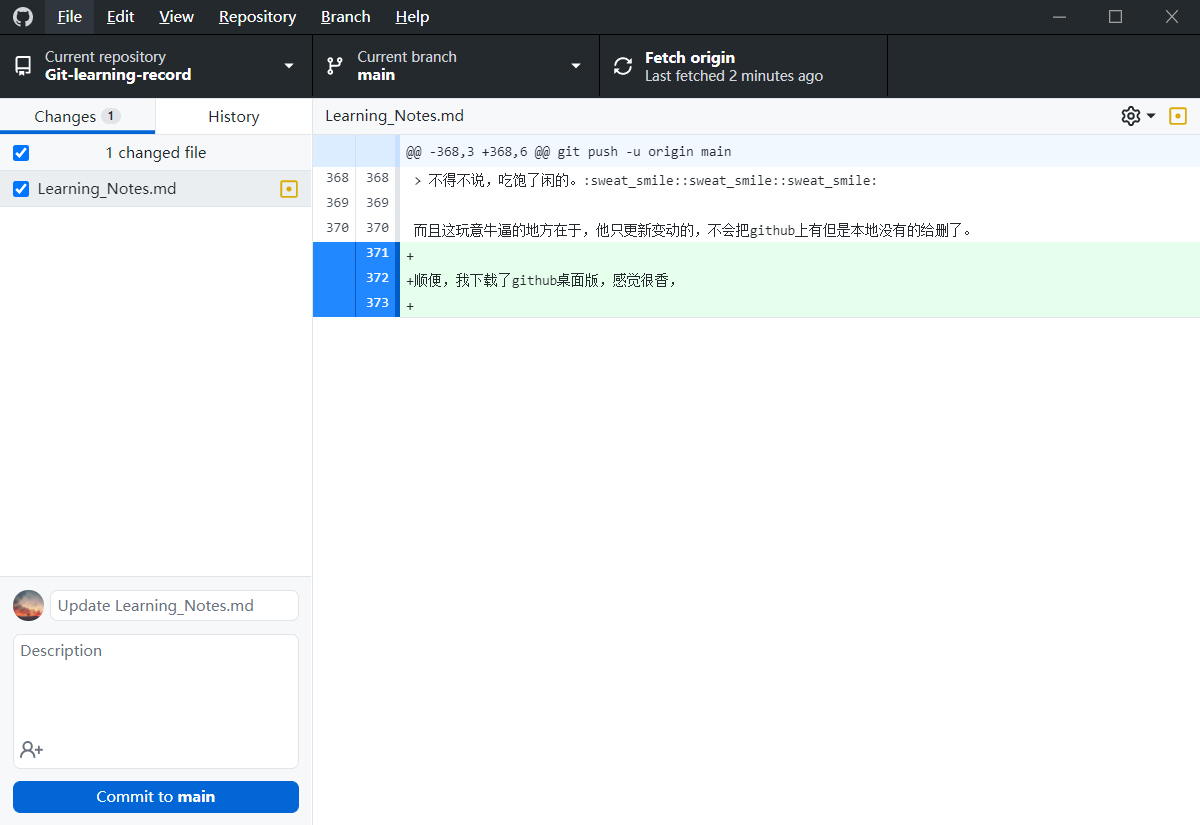 File Edit View Repository Branch Help
Current repository
Git-learning-record
Current branch
main
Fetch origin
Last fetched 2 minutes ago
Changes 1
History
Learning_Notes.md
1 changed file
Learning_Notes.md
@@ -368,3 +368,6 @@ git push -u origin main
368 368 > 不得不说，吃饱了闲的。:sweat_smile::sweat_smile::sweat_smile:
369 369
370 370 而且这玩意牛逼的地方在于，他只更新变动的，不会把github上有但是本地没有的给删了。
371 +
372 +顺便，我下载了github桌面版，感觉很香，
373 +
Update Learning_Notes.md
Description
Commit to main